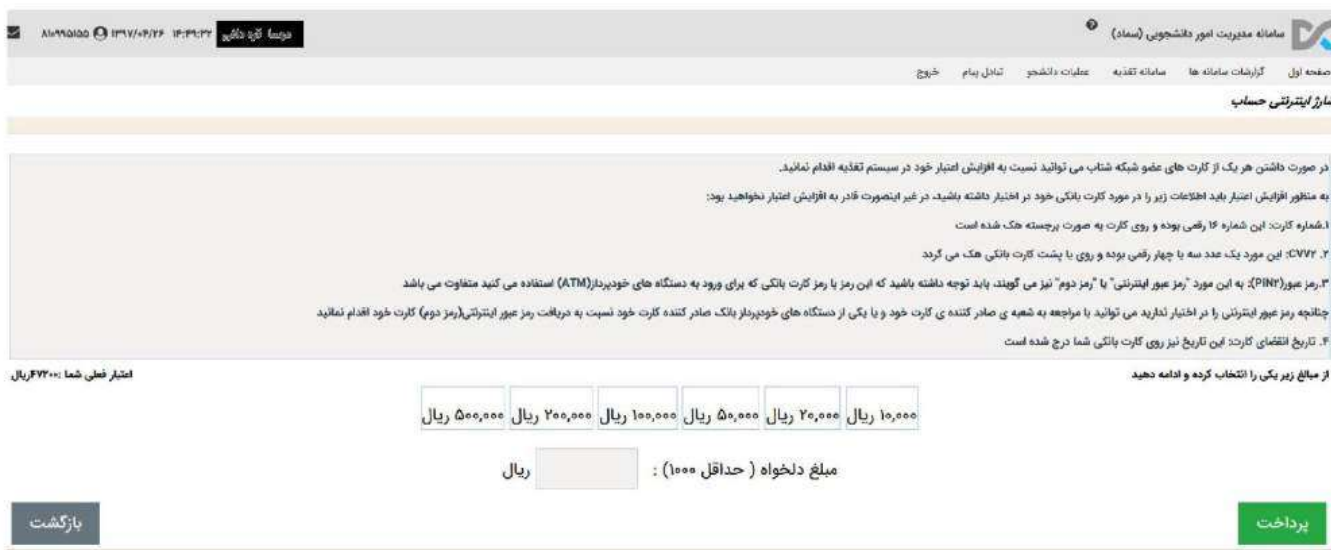 سامانه مدیریت امور دانشجویی (سماد)
۱۳۹۷/۰۴/۲۶ ۱۴:۴۹:۳۲
صفحه اول گزارشات سامانه ها سامانه تغذیه عملیات دانشجو تبادل پیام خروج
شارژ اینترنتی حساب
در صورت داشتن هر یک از کارت های عضو شبکه شتاب می توانید نسبت به افزایش اعتبار خود در سیستم تغذیه اقدام نمائید.
به منظور افزایش اعتبار باید اطلاعات زیر را در مورد کارت بانکی خود در اختیار داشته باشید، در غیر اینصورت قادر به افزایش اعتبار نخواهید بود:
۱.شماره کارت: این شماره ۱۶ رقمی بوده و روی کارت به صورت برجسته هک شده است
۲. CVV۲: این مورد یک عدد سه یا چهار رقمی بوده و روی یا پشت کارت بانکی هک می گردد
۳.رمز عبور(PIN۲): به این مورد "رمز عبور اینترنتی" یا "رمز دوم" نیز می گویند، باید توجه داشته باشید که این رمز با رمز کارت بانکی که برای ورود به دستگاه های خودپرداز(ATM) استفاده می کنید متفاوت می باشد
چنانچه رمز عبور اینترنتی را در اختیار ندارید می توانید با مراجعه به شعبه ی صادر کننده ی کارت خود و یا یکی از دستگاه های خودپرداز بانک صادر کننده کارت خود نسبت به دریافت رمز عبور اینترنتی(رمز دوم) کارت خود اقدام نمائید
۴. تاریخ انقضای کارت: این تاریخ نیز روی کارت بانکی شما درج شده است
از مبالغ زیر یکی را انتخاب کرده و ادامه دهید
اعتبار فعلی شما :۴۷۲۰۰ریال
۱۰,۰۰۰ ریال ۲۰,۰۰۰ ریال ۵۰,۰۰۰ ریال ۱۰۰,۰۰۰ ریال ۲۰۰,۰۰۰ ریال ۵۰۰,۰۰۰ ریال
مبلغ دلخواه ( حداقل ۱۰۰۰) : ریال
پرداخت
بازگشت